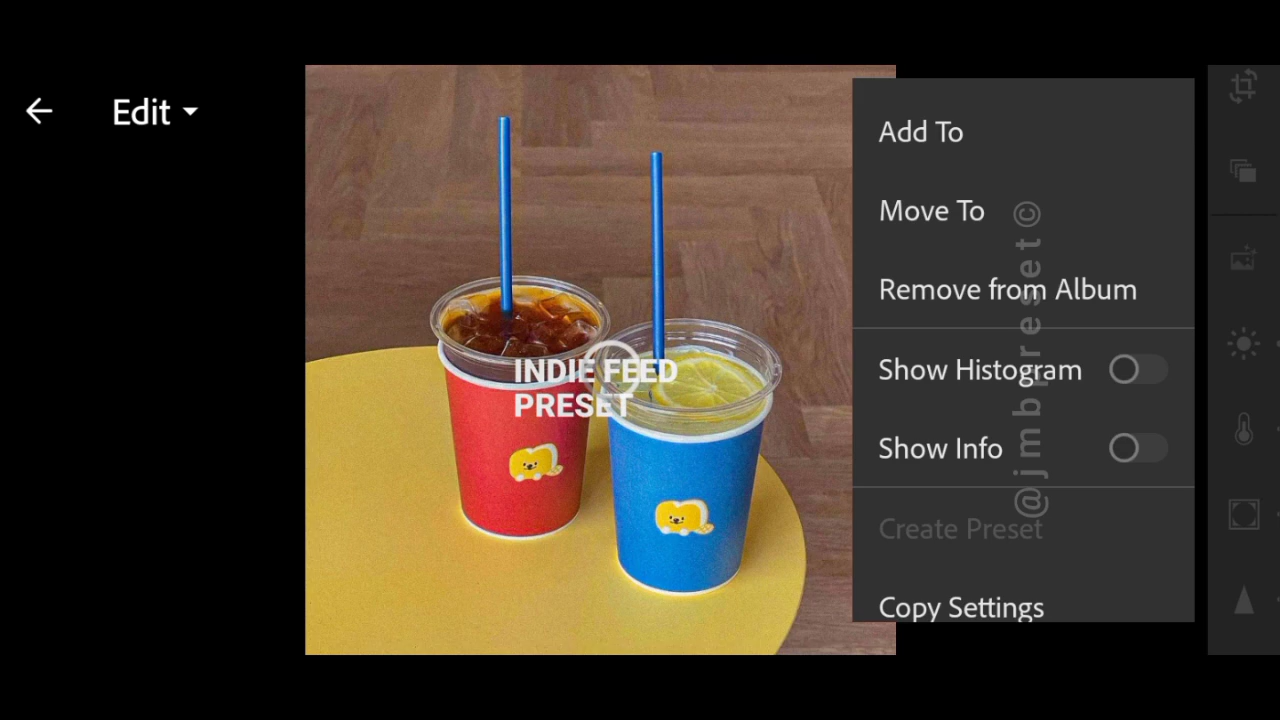 Edit
INDIE FEED
PRESET
Add To
Move To
Remove from Album
Show Histogram
Show Info
Create Preset
Copy Settings
@jmbpreset©